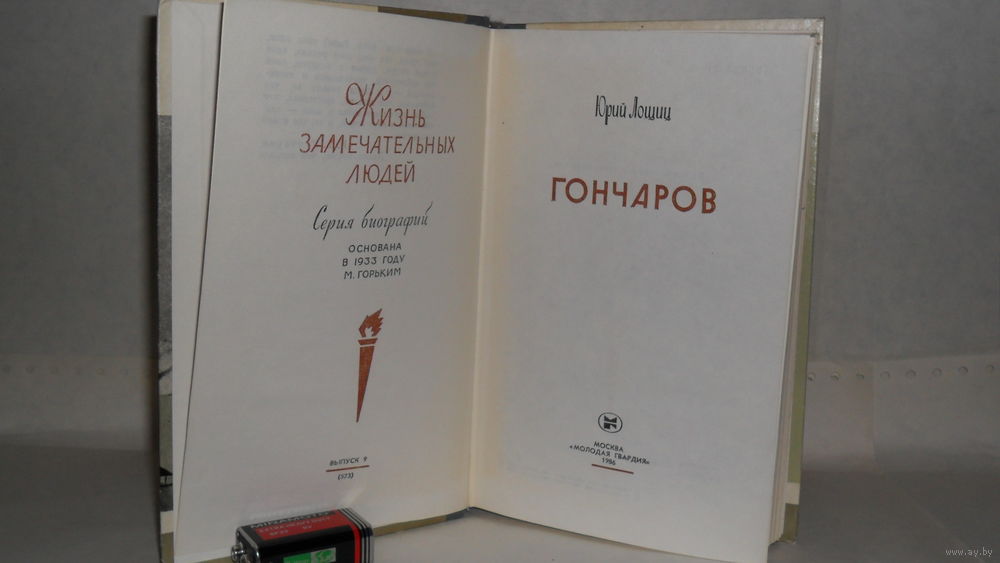 Жизнь
ЗАМЕЧАТЕЛЬНЫХ
ЛЮДЕЙ
Серия биографий
ОСНОВАНА
В 1933 ГОДУ
М. ГОРЬКИМ
ВЫПУСК 9
(573)
Юрий Лощиц
ГОНЧАРОВ
МОСКВА
«МОЛОДАЯ ГВАРДИЯ»
1986
www.ay.by